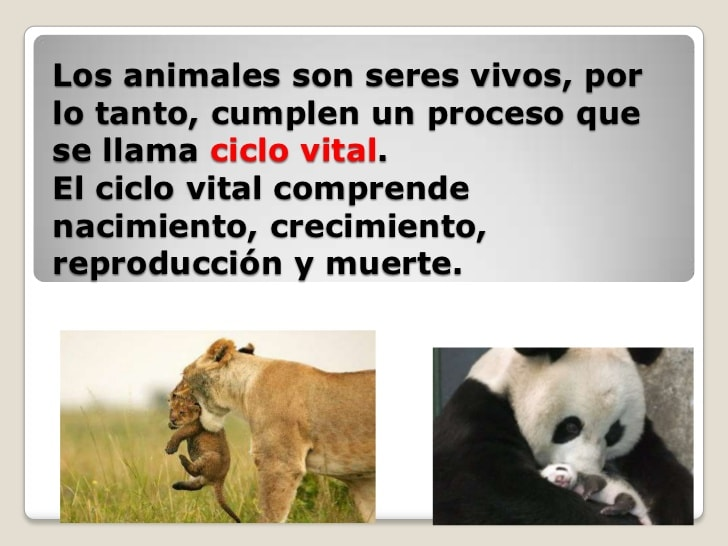 Los animales son seres vivos, por
lo tanto, cumplen un proceso que
se llama ciclo vital.
El ciclo vital comprende
nacimiento, crecimiento,
reproducción y muerte.